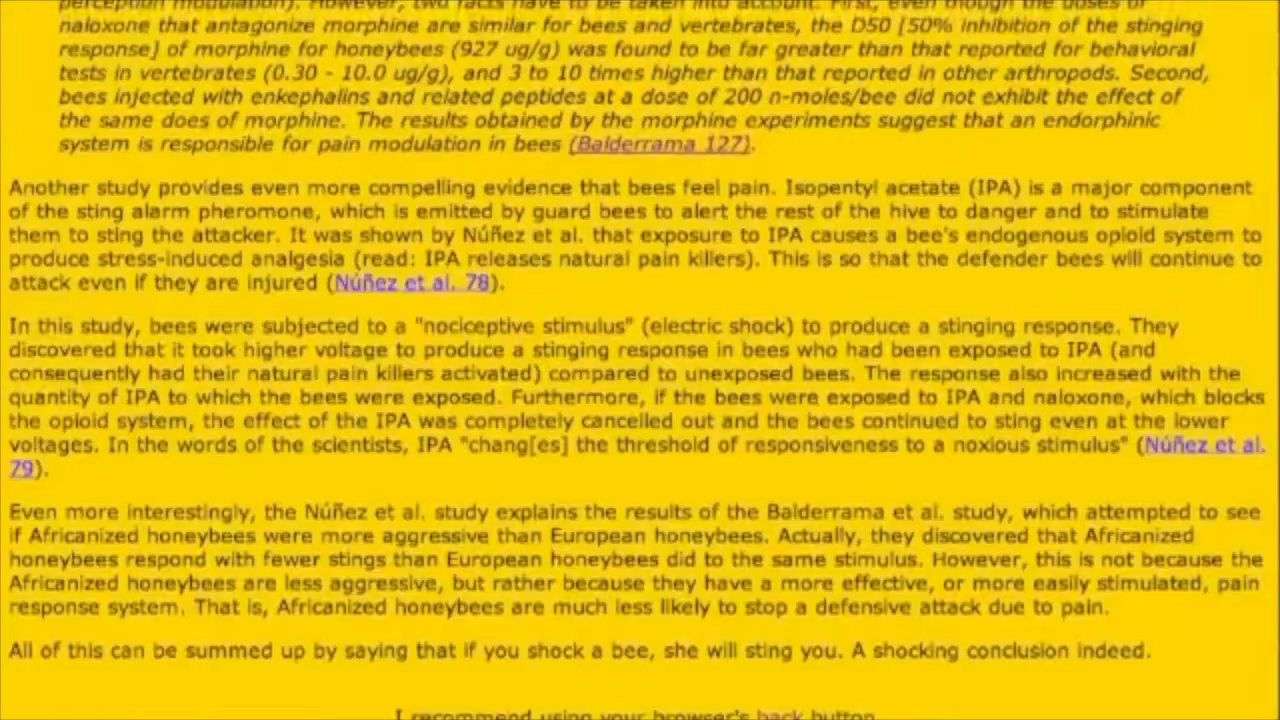 perception modulation). However, two facts have to be taken into account. First, even though the doses of
naloxone that antagonize morphine are similar for bees and vertebrates, the D50 [50% inhibition of the stinging
response] of morphine for honeybees (927 ug/g) was found to be far greater than that reported for behavioral
tests in vertebrates (0.30 - 10.0 ug/g), and 3 to 10 times higher than that reported in other arthropods. Second,
bees injected with enkephalins and related peptides at a dose of 200 n-moles/bee did not exhibit the effect of
the same does of morphine. The results obtained by the morphine experiments suggest that an endorphinic
system is responsible for pain modulation in bees (Balderrama 127).
Another study provides even more compelling evidence that bees feel pain. Isopentyl acetate (IPA) is a major component
of the sting alarm pheromone, which is emitted by guard bees to alert the rest of the hive to danger and to stimulate
them to sting the attacker. It was shown by Núñez et al. that exposure to IPA causes a bee's endogenous opioid system to
produce stress-induced analgesia (read: IPA releases natural pain killers). This is so that the defender bees will continue to
attack even if they are injured (Núñez et al. 78).
In this study, bees were subjected to a "nociceptive stimulus" (electric shock) to produce a stinging response. They
discovered that it took higher voltage to produce a stinging response in bees who had been exposed to IPA (and
consequently had their natural pain killers activated) compared to unexposed bees. The response also increased with the
quantity of IPA to which the bees were exposed. Furthermore, if the bees were exposed to IPA and naloxone, which blocks
the opioid system, the effect of the IPA was completely cancelled out and the bees continued to sting even at the lower
voltages. In the words of the scientists, IPA "chang[es] the threshold of responsiveness to a noxious stimulus" (Núñez et al.
79).
Even more interestingly, the Núñez et al. study explains the results of the Balderrama et al. study, which attempted to see
if Africanized honeybees were more aggressive than European honeybees. Actually, they discovered that Africanized
honeybees respond with fewer stings than European honeybees did to the same stimulus. However, this is not because the
Africanized honeybees are less aggressive, but rather because they have a more effective, or more easily stimulated, pain
response system. That is, Africanized honeybees are much less likely to stop a defensive attack due to pain.
All of this can be summed up by saying that if you shock a bee, she will sting you. A shocking conclusion indeed.
I recommend using your browser's back button